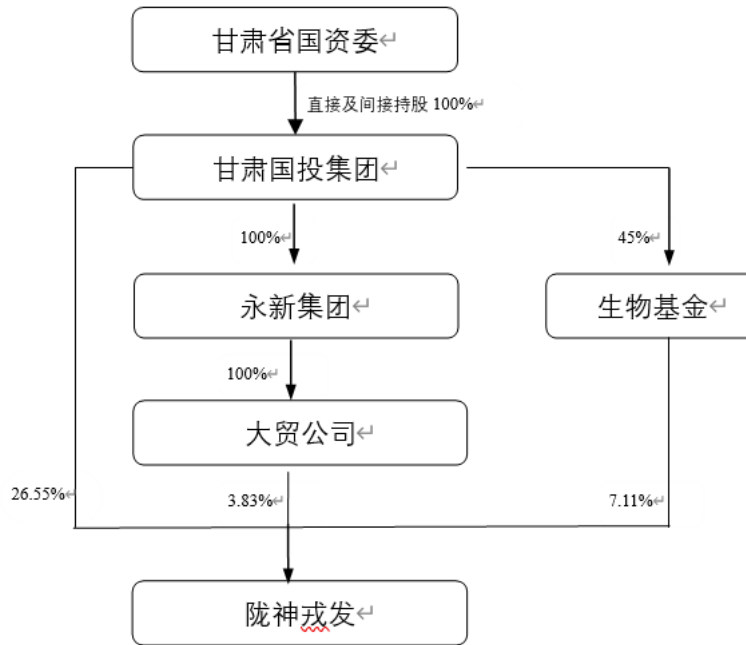 甘肃省国资委
直接及间接持股 100%
甘肃国投集团
100%
45%
永新集团
生物基金
100%
大贸公司
26.55%
3.83%
7.11%
陇神戎发